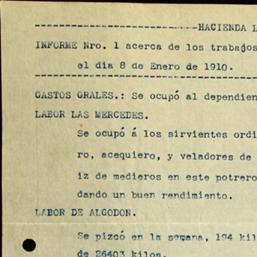 ---------------------HACIENDA L
INFORME Nro. 1 acerca de los trabajos
el dia 8 de Enero de 1910.
------------------------------------
GASTOS GRALES.: Se ocupó al dependien
LABOR LAS MERCEDES.
Se ocupó á los sirvientes ordi
ro, acequiero, y veladores de
iz de medieros en este potrero
dando un buen rendimiento.
LABOR DE ALGODON.
Se pizcó en la semana, 194 kil
de 26403 kilos.